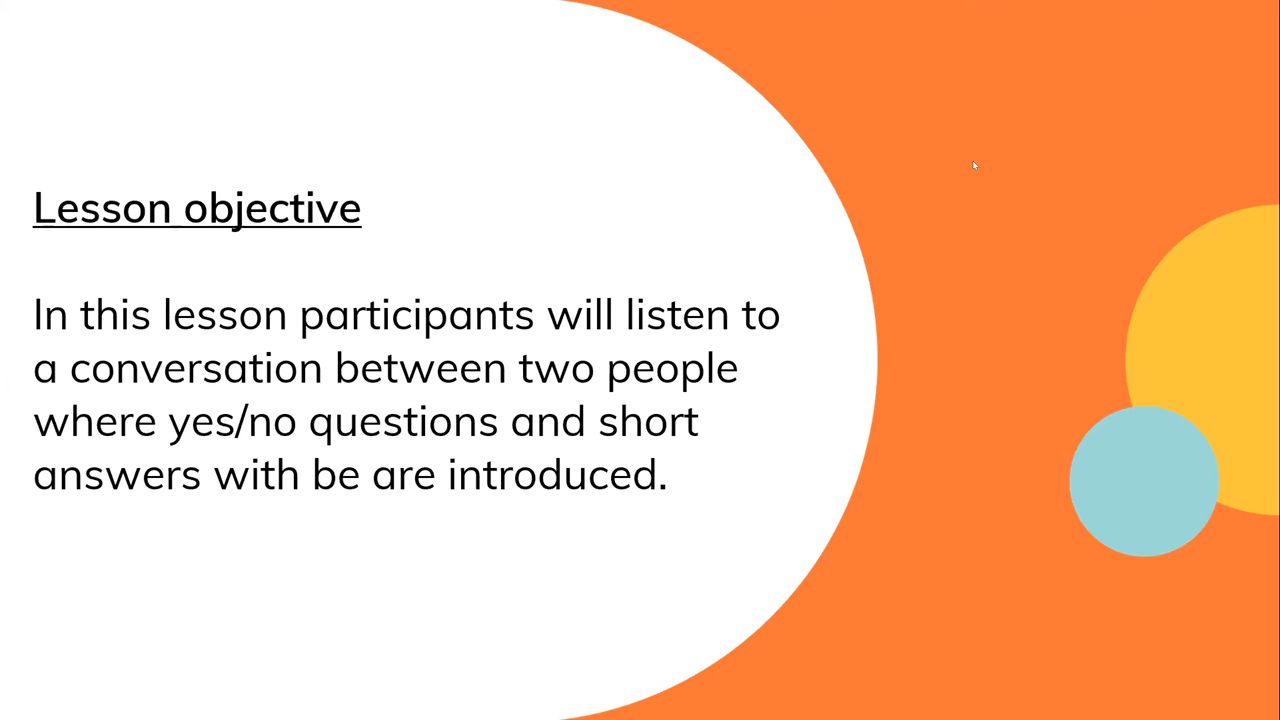 Lesson objective
In this lesson participants will listen to
a conversation between two people
where yes/no questions and short
answers with be are introduced.